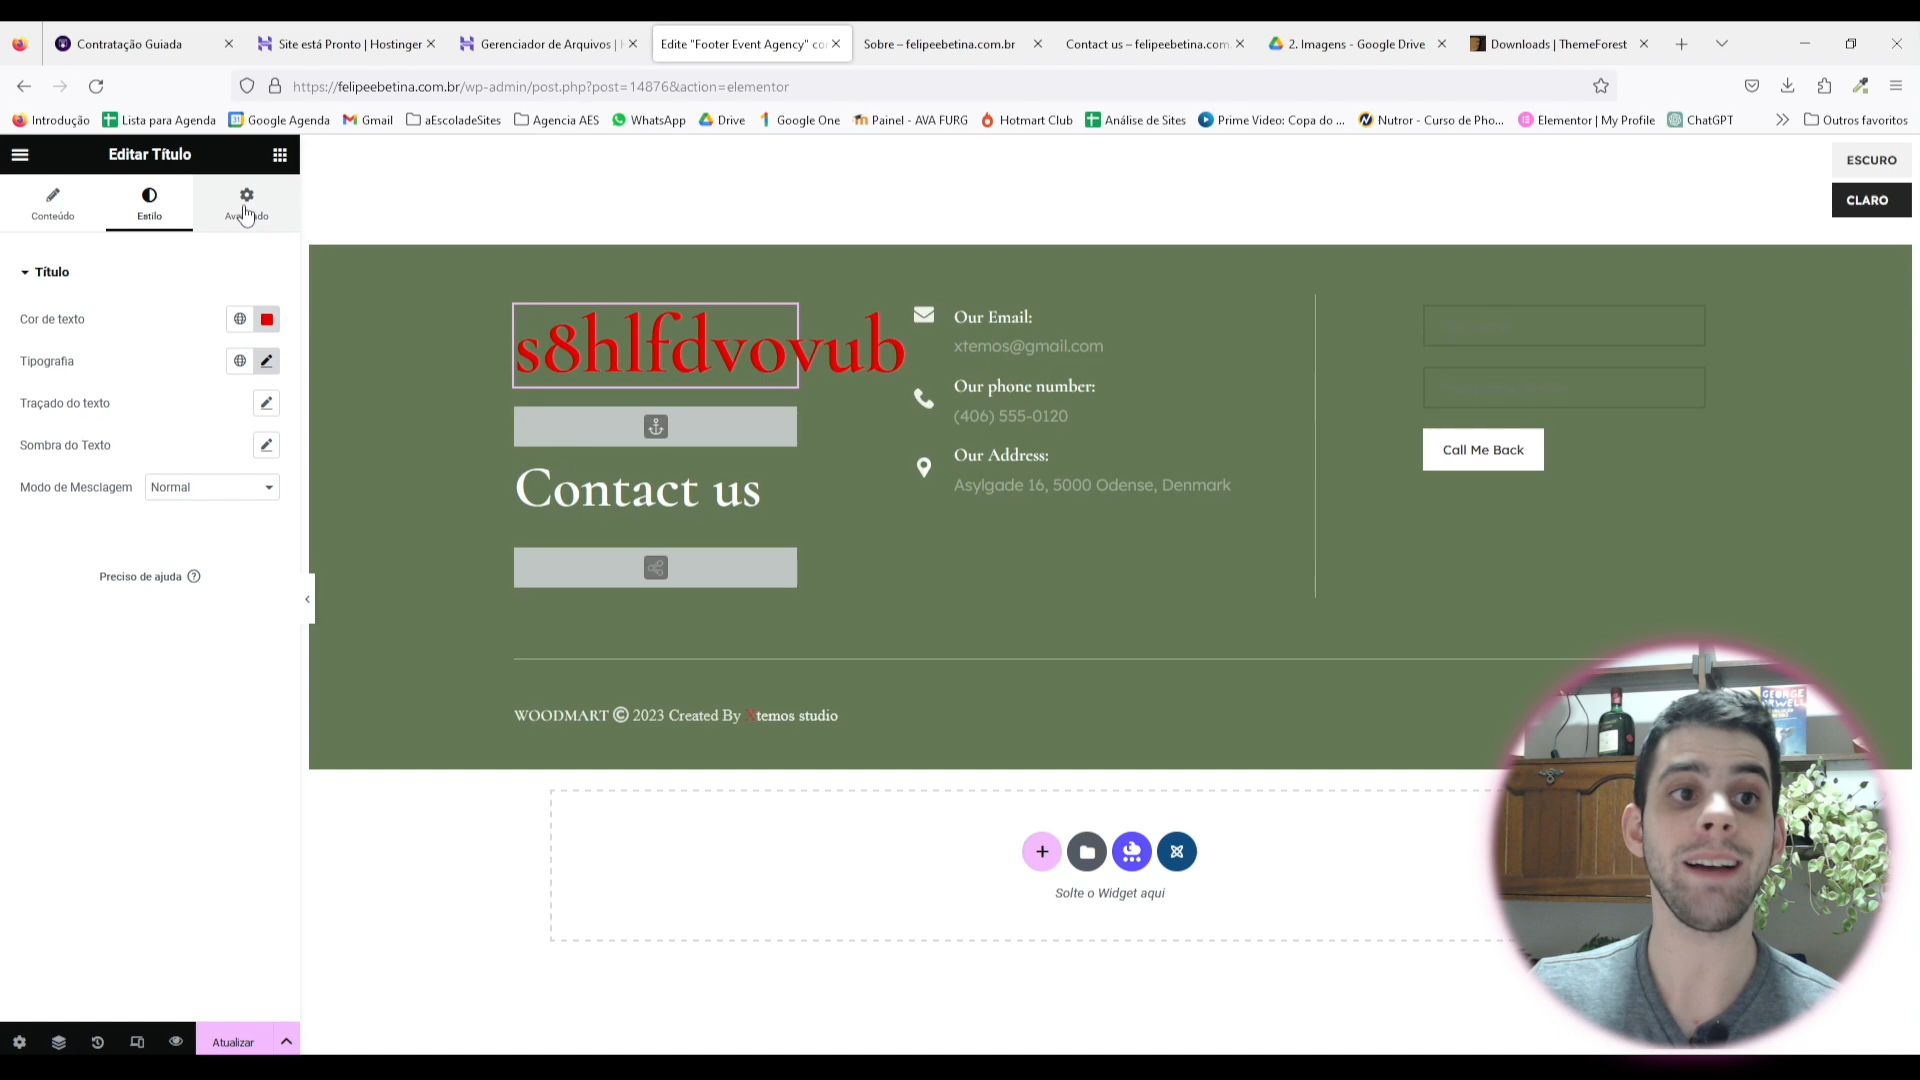 Contratação Guiada
Site está Pronto | Hostinger
Gerenciador de Arquivos |
Edite "Footer Event Agency" co
Sobre – felipeebetina.com.br
Contact us – felipeebetina.com.
2. Imagens - Google Drive
Downloads | ThemeForest
https://felipeebetina.com.br/wp-admin/post.php?post=14876&action=elementor
Introdução
Lista para Agenda
Google Agenda
Gmail
aEscoladeSites
Agencia AES
WhatsApp
Drive
Google One
Painel - AVA FURG
Hotmart Club
Análise de Sites
Prime Video: Copa do ...
Nutror - Curso de Pho...
Elementor | My Profile
ChatGPT
Outros favoritos
Editar Título
Conteúdo
Estilo
Título
Cor de texto
Tipografia
Traçado do texto
Sombra do Texto
Modo de Mesclagem
Normal
Preciso de ajuda
Atualizar
ESCURO
CLARO
s8hlfdvovub
Contact us
Our Email:
xtemos@gmail.com
Our phone number:
(406) 555-0120
Our Address:
Asylgade 16, 5000 Odense, Denmark
Call Me Back
WOODMART © 2023 Created By Xtemos studio
Solte o Widget aqui
GEORGE
ORWELL